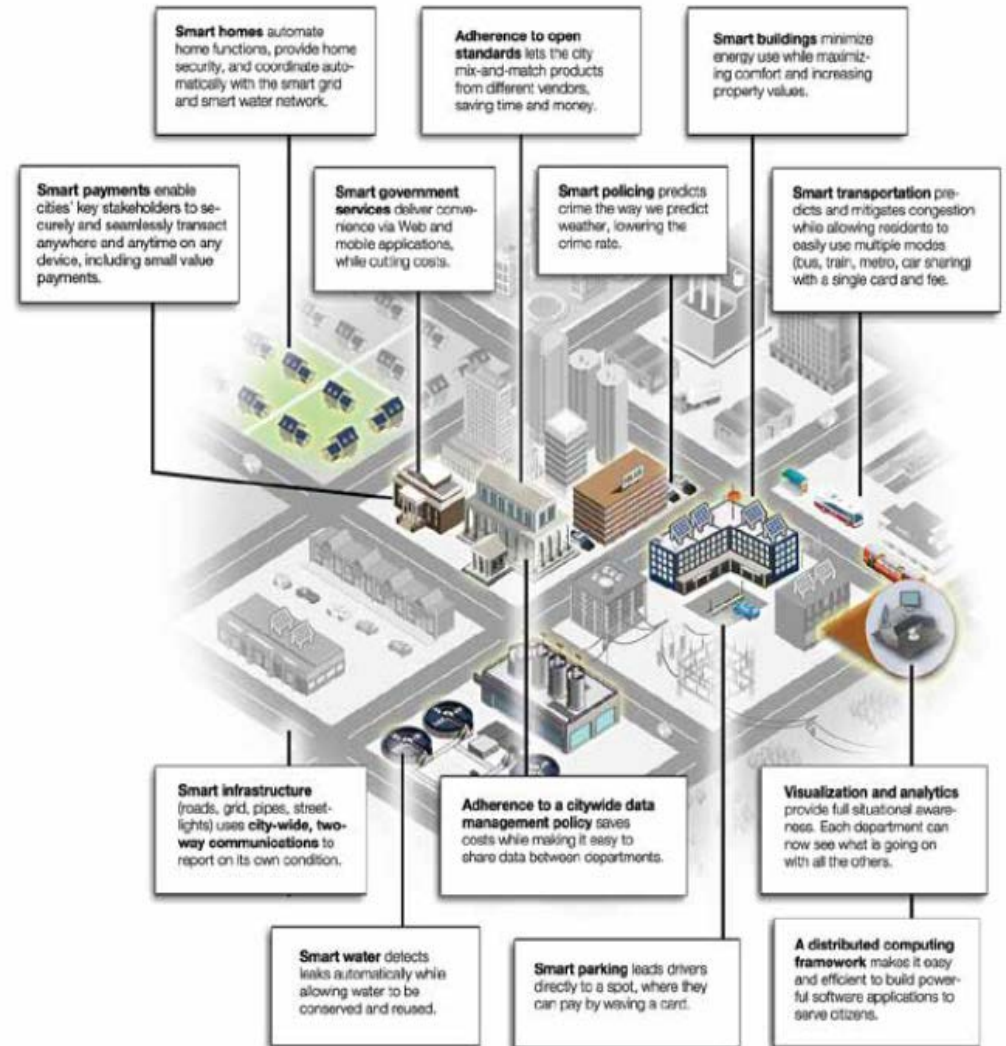 Smart homes automate
home functions, provide home
security, and coordinate auto-
matically with the smart grid
and smart water network.
Adherence to open
standards lets the city
mix-and-match products
from different vendors,
saving time and money.
Smart buildings minimize
energy use while maximiz-
ing comfort and increasing
property values.
Smart payments enable
cities' key stakeholders to se-
curely and seamlessly transact
anywhere and anytime on any
device, including small value
payments.
Smart government
services deliver conve-
nience via Web and
mobile applications,
while cutting costs.
Smart policing predicts
crime the way we predict
weather, lowering the
crime rate.
Smart transportation pre-
dicts and mitigates congestion
while allowing residents to
easily use multiple modes
(bus, train, metro, car sharing)
with a single card and fee.
Smart infrastructure
(roads, grid, pipes, street-
lights) uses city-wide, two-
way communications to
report on its own condition.
Adherence to a citywide data
management policy saves
costs while making it easy to
share data between departments.
Visualization and analytics
provide full situational aware-
ness. Each department can
now see what is going on
with all the others.
Smart water detects
leaks automatically while
allowing water to be
conserved and reused.
Smart parking leads drivers
directly to a spot, where they
can pay by waving a card.
A distributed computing
framework makes it easy
and efficient to build power-
ful software applications to
serve citizens.